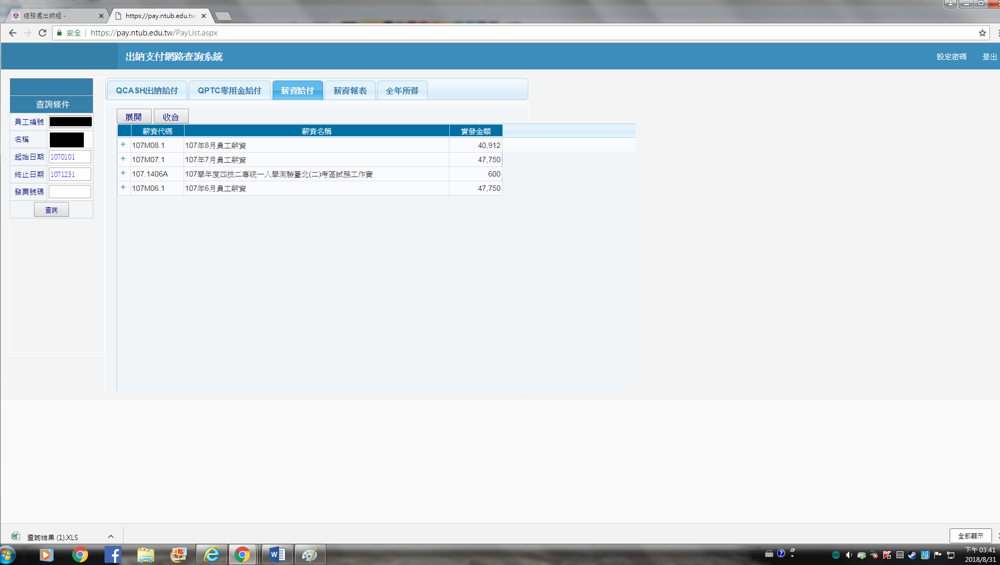 總務處出納組 -
https://pay.ntub.edu.tw
安全
https://pay.ntub.edu.tw/PayList.aspx
出納支付網路查詢系統
設定密碼
登出
查詢條件
員工編號
名稱
起始日期 1070101
終止日期 1071231
發票號碼
查詢
QCASH出納給付
QPTC零用金給付
薪資給付
薪資報表
全年所得
展開
收合
薪資代碼 薪資名稱 實發金額
+ 107M08.1 107年8月員工薪資 40,912
+ 107M07.1 107年7月員工薪資 47,750
+ 107.1406A 107學年度四技二專統一入學測驗臺北(二)考區試務工作費 600
+ 107M06.1 107年6月員工薪資 47,750
查詢結果 (1).XLS
全部顯示
下午 03:41
2018/8/31